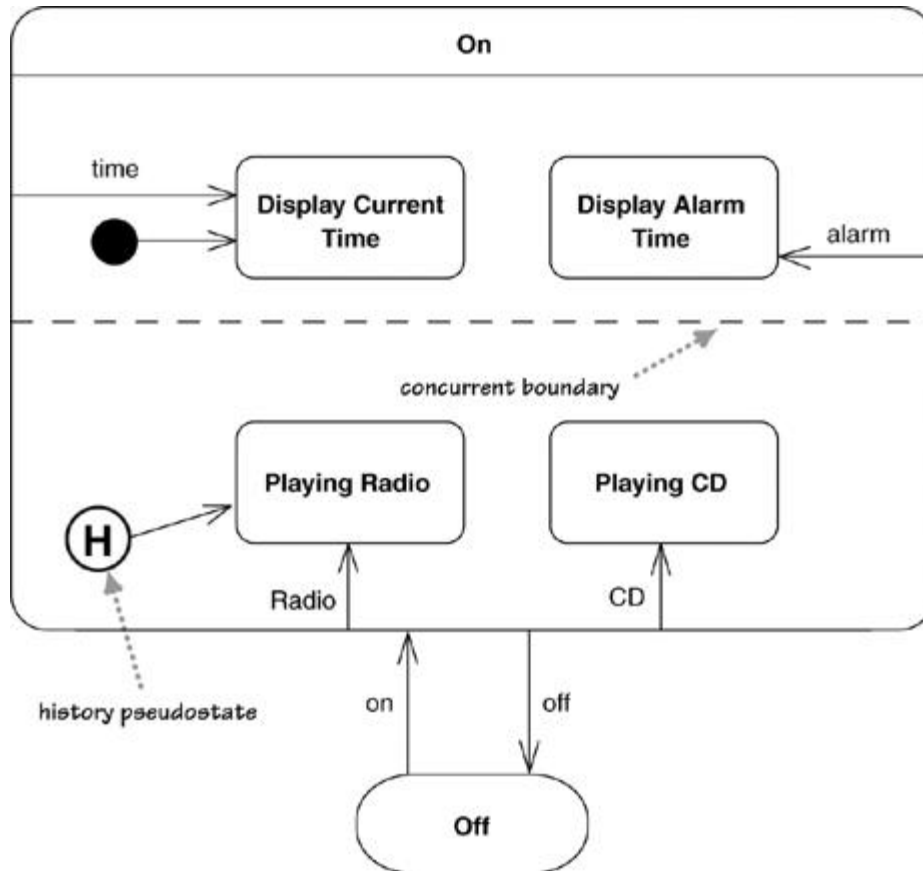 On
time
Display Current
Time
Display Alarm
Time
alarm
concurrent boundary
Playing Radio
Playing CD
H
Radio
CD
history pseudostate
on
off
Off